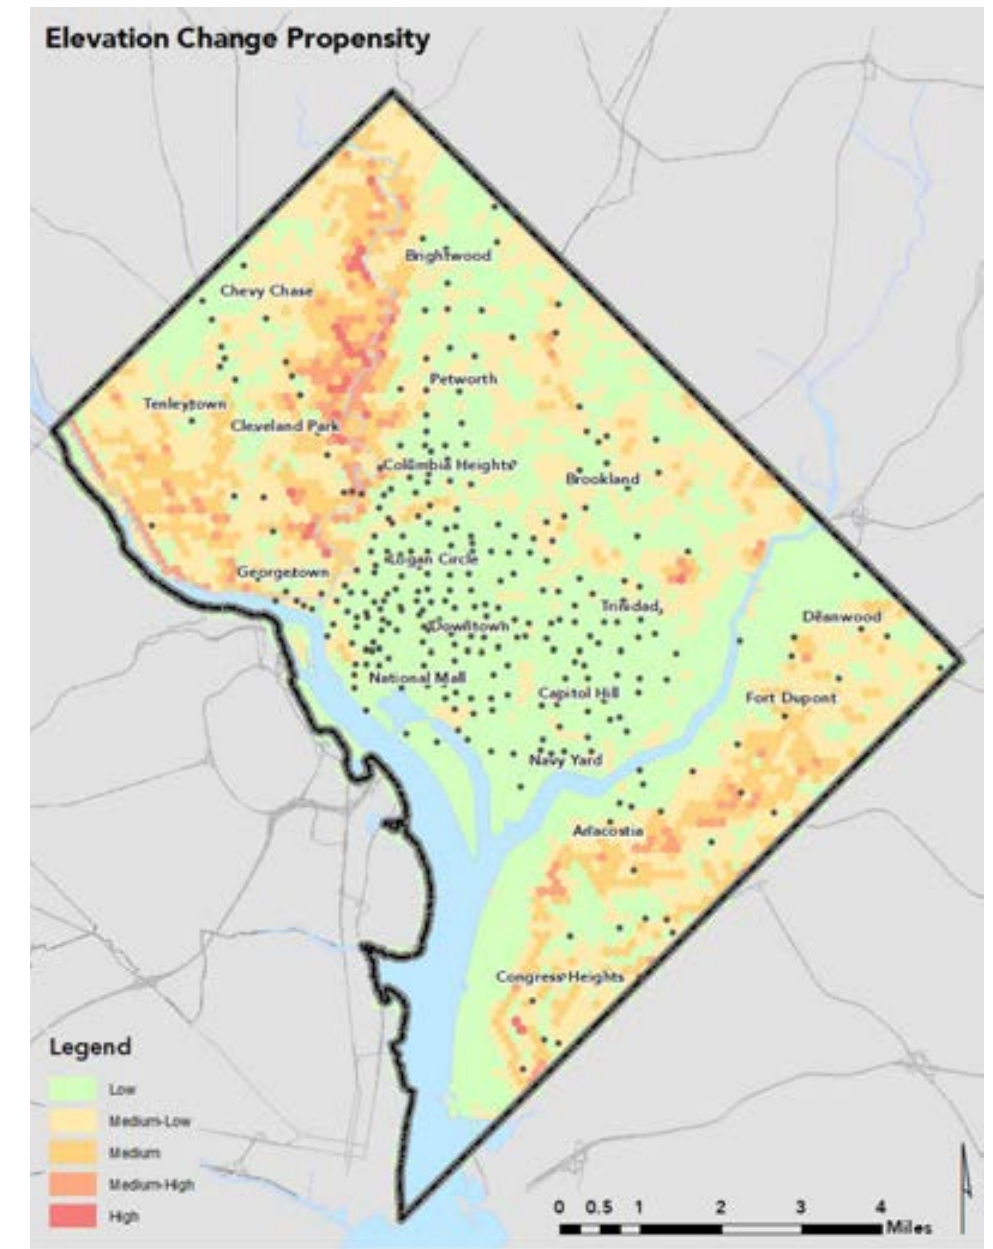 Elevation Change Propensity
Brightwood
Chevy Chase
Petworth
Tenleytown
Cleveland Park
Columbia Heights
Brookland
Logan Circle
Georgetown
Trinidad
Deanwood
Downtown
National Mall
Capitol Hill
Fort Dupont
Navy Yard
Anacostia
Congress Heights
Legend
Low
Medium-Low
Medium
Medium-High
High
0 0.5 1 2 3 4
Miles